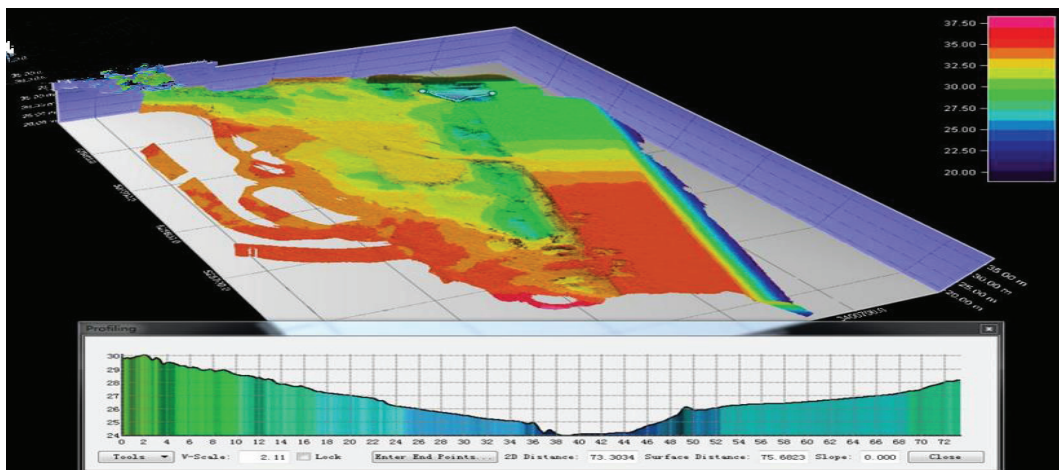 37.50
35.00
32.50
30.00
27.50
25.00
22.50
20.00
35.00 m
30.00 m
25.00 m
20.00 m
Profiling
30
29
28
27
26
25
24
0 2 4 6 8 10 12 14 16 18 20 22 24 26 28 30 32 34 36 38 40 42 44 46 48 50 52 54 56 58 60 62 64 66 68 70 72
Tools V-Scale: 2.11 Lock Enter End Points... 2D Distance: 73.3034 Surface Distance: 75.6823 Slope: 0.000 Close